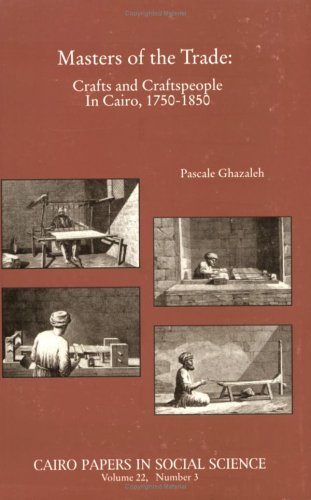 Masters of the Trade:
Crafts and Craftspeople
In Cairo, 1750-1850
Pascale Ghazaleh
CAIRO PAPERS IN SOCIAL SCIENCE
Volume 22, Number 3